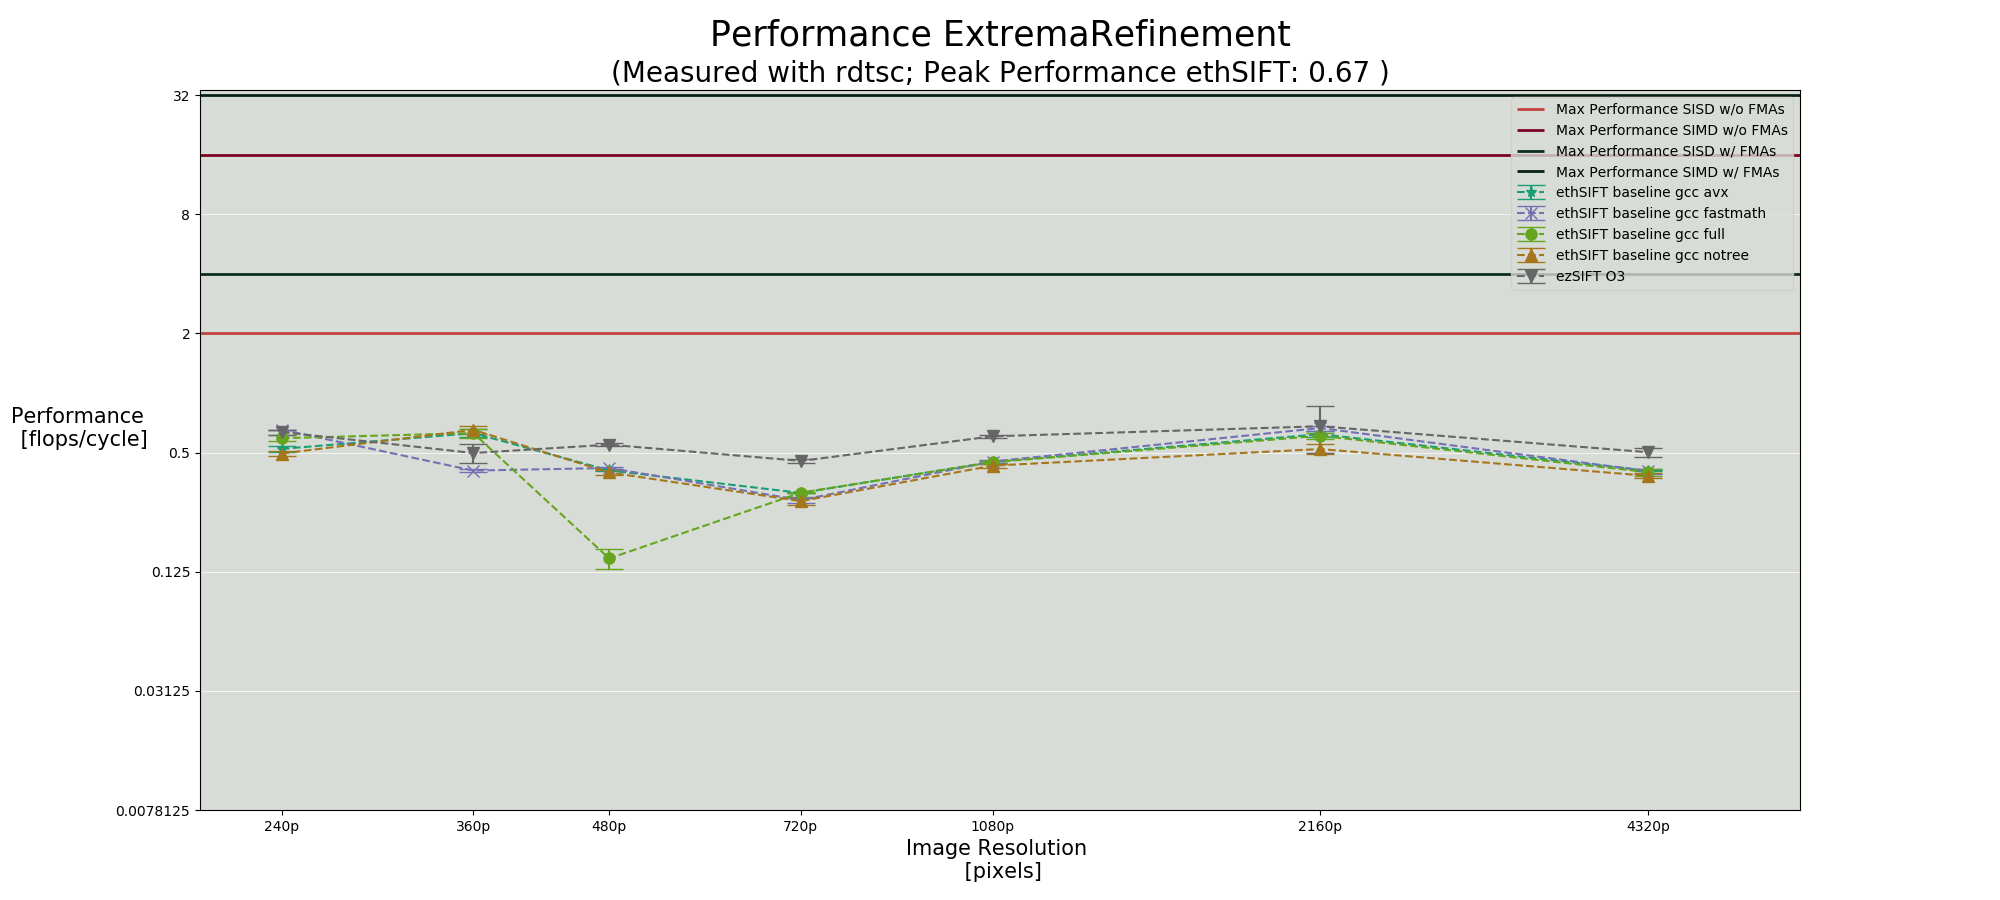 Performance ExtremaRefinement
(Measured with rdtsc; Peak Performance ethSIFT: 0.67 )
32
8
2
0.5
0.125
0.03125
0.0078125
Performance
[flops/cycle]
Max Performance SISD w/o FMAs
Max Performance SIMD w/o FMAs
Max Performance SISD w/ FMAs
Max Performance SIMD w/ FMAs
ethSIFT baseline gcc avx
ethSIFT baseline gcc fastmath
ethSIFT baseline gcc full
ethSIFT baseline gcc notree
ezSIFT O3
240p 360p 480p 720p 1080p 2160p 4320p
Image Resolution
[pixels]